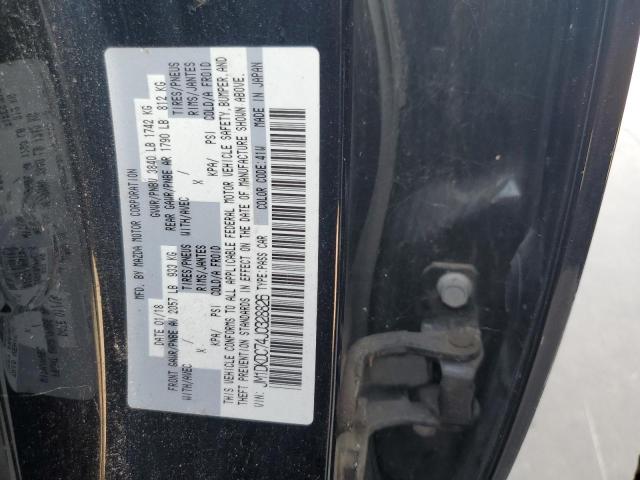 MFD. BY MAZDA MOTOR CORPORATION
DATE 01/18 GVWR/PNBV 3840 LB 1742 KG
FRONT GAWR/PNBE AV 2057 LB 933 KG REAR GAWR/PNBE AR 1790 LB 812 KG
WITH/AVEC TIRES/PNEUS WITH/AVEC TIRES/PNEUS
X RIMS/JANTES X RIMS/JANTES
KPA/ PSI COLD/A FROID KPA/ PSI COLD/A FROID
THIS VEHICLE CONFORMS TO ALL APPLICABLE FEDERAL MOTOR VEHICLE SAFETY, BUMPER, AND
THEFT PREVENTION STANDARDS IN EFFECT ON THE DATE OF MANUFACTURE SHOWN ABOVE.
VIN: JM1DKDC74J0328826 TYPE:PASS CAR COLOR CODE:41W MADE IN JAPAN